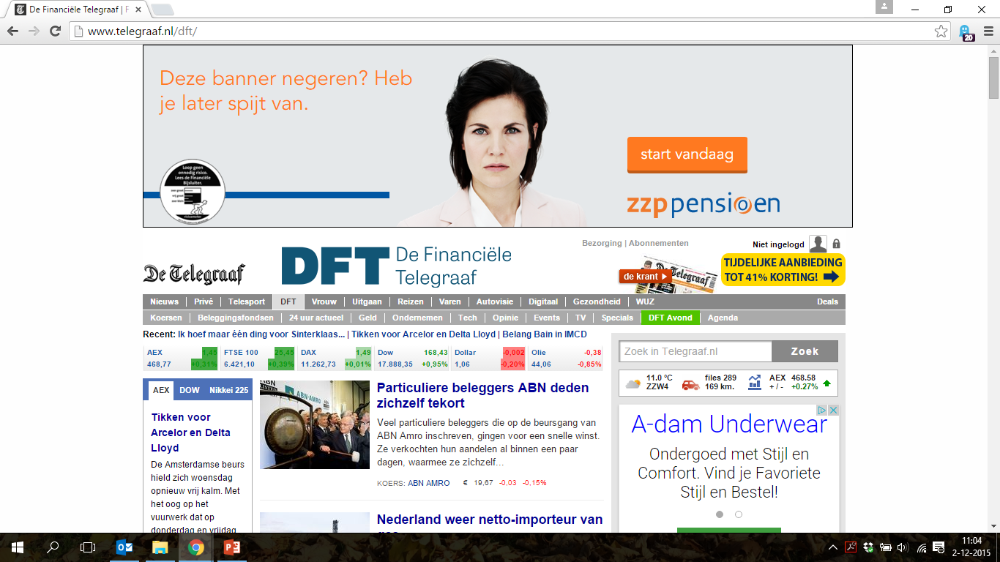 De Financiële Telegraaf | F
www.telegraaf.nl/dft/
20
Deze banner negeren? Heb
je later spijt van.
Loop geen
onnodig risico.
Lees de Financiële
Bijsluiter.
start vandaag
zzppensioen
Bezorging | Abonnementen
Niet ingelogd
De Telegraaf
DFT De Financiële
Telegraaf
de krant
De Telegraaf
TIJDELIJKE AANBIEDING
TOT 41% KORTING!
Nieuws Privé Telesport DFT Vrouw Uitgaan Reizen Varen Autovisie Digitaal Gezondheid WUZ Deals
Koersen Beleggingsfondsen 24 uur actueel Geld Ondernemen Tech Opinie Events TV Specials DFT Avond Agenda
Recent: Ik hoef maar één ding voor Sinterklaas... | Tikken voor Arcelor en Delta Lloyd | Belang Bain in IMCD
AEX 1,45 FTSE 100 25,45 DAX 1,49 Dow 168,43 Dollar -0,002 Olie -0,38
468,77 +0,31% 6.421,10 +0,39% 11.262,73 +0,01% 17.888,35 +0,95% 1,06 -0,20% 44,06 -0,85%
Zoek in Telegraaf.nl Zoek
11.0 °C files 289 AEX 468.58
ZZW4 169 km. + / - +0.27%
AEX DOW Nikkei 225
Tikken voor
Arcelor en Delta
Lloyd
De Amsterdamse beurs
hield zich woensdag
opnieuw vrij kalm. Met
het oog op het
vuurwerk dat op
donderdag en vrijdag
ABN·AMRO
Particuliere beleggers ABN deden
zichzelf tekort
Veel particuliere beleggers die op de beursgang van
ABN Amro inschreven, gingen voor een snelle winst.
Ze verkochten hun aandelen al binnen een paar
dagen, waarmee ze zichzelf...
KOERS: ABN AMRO € 19,67 -0.03 -0,15%
Nederland weer netto-importeur van
A-dam Underwear
Ondergoed met Stijl en
Comfort. Vind je Favoriete
Stijl en Bestel!
11:04
2-12-2015